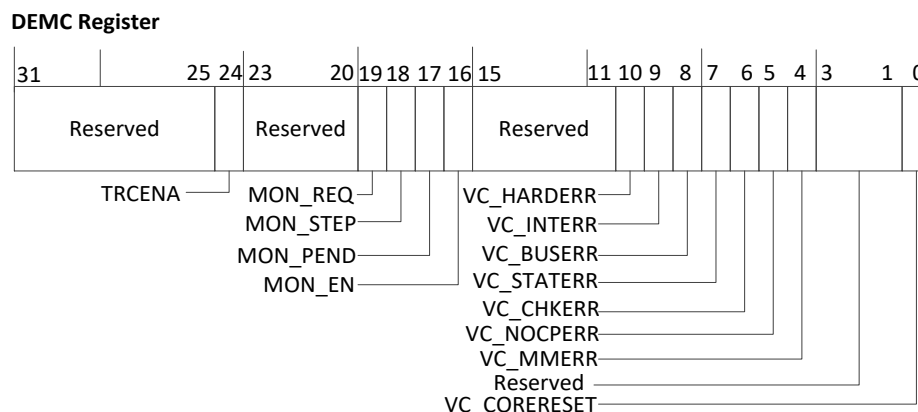 DEMC Register
31 25 24 23 20 19 18 17 16 15 11 10 9 8 7 6 5 4 3 1 0
Reserved Reserved Reserved
TRCENA MON_REQ VC_HARDERR
MON_STEP VC_INTERR
MON_PEND VC_BUSERR
MON_EN VC_STATERR
VC_CHKERR
VC_NOCPERR
VC_MMERR
Reserved
VC_CORERESET